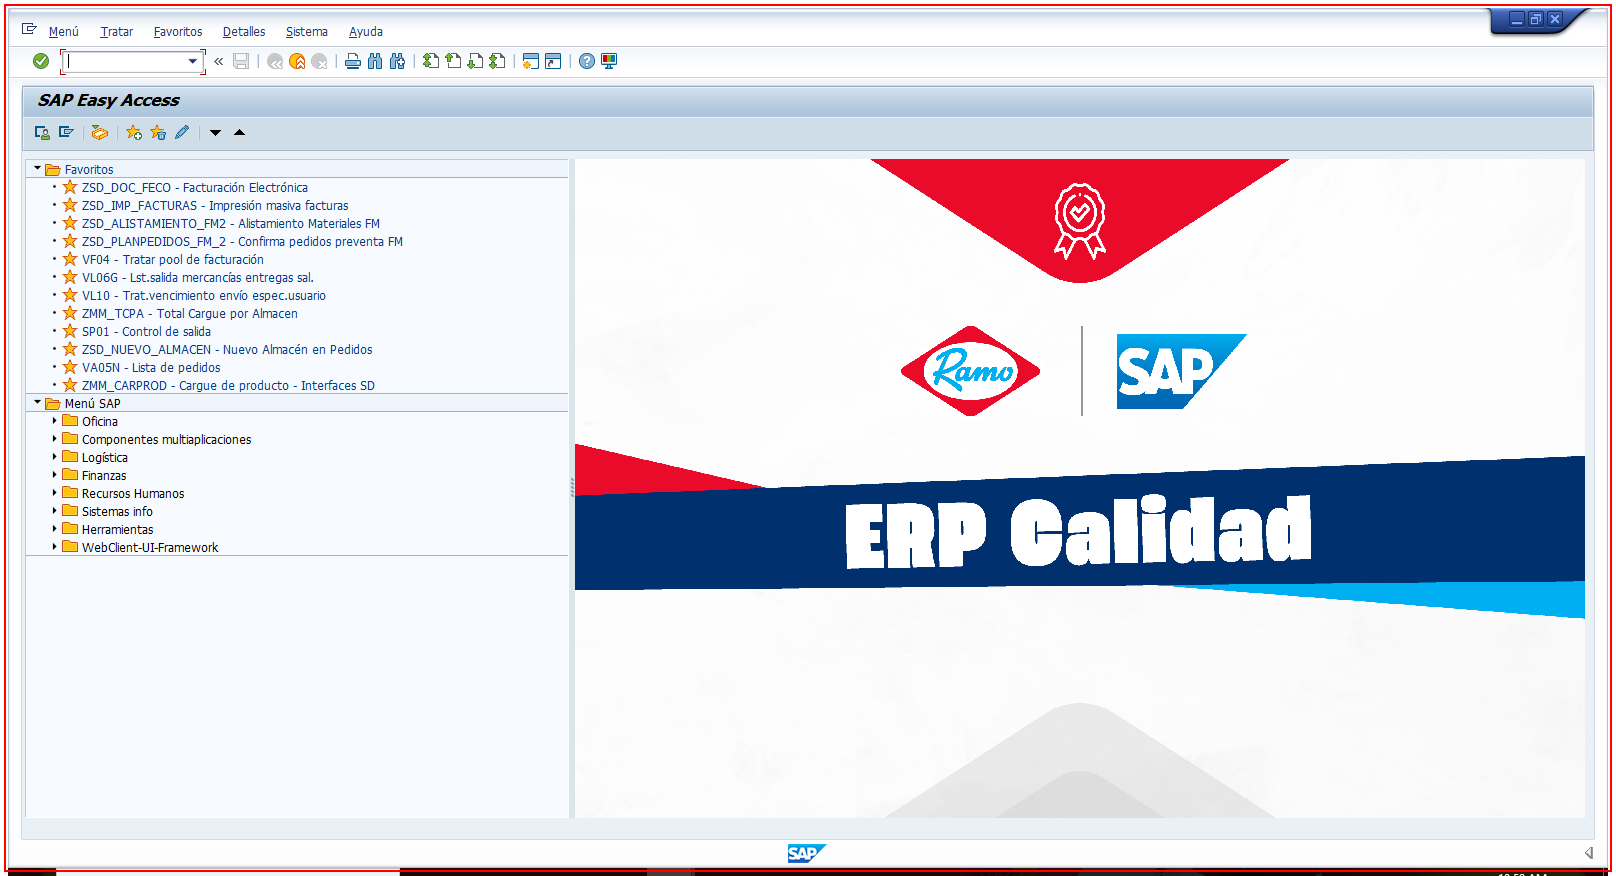 Menú Tratar Favoritos Detalles Sistema Ayuda
SAP Easy Access
Favoritos
ZSD_DOC_FECO - Facturación Electrónica
ZSD_IMP_FACTURAS - Impresión masiva facturas
ZSD_ALISTAMIENTO_FM2 - Alistamiento Materiales FM
ZSD_PLANPEDIDOS_FM_2 - Confirma pedidos preventa FM
VF04 - Tratar pool de facturación
VL06G - Lst.salida mercancías entregas sal.
VL10 - Trat.vencimiento envío espec.usuario
ZMM_TCPA - Total Cargue por Almacen
SP01 - Control de salida
ZSD_NUEVO_ALMACEN - Nuevo Almacén en Pedidos
VA05N - Lista de pedidos
ZMM_CARPROD - Cargue de producto - Interfaces SD
Menú SAP
Oficina
Componentes multiaplicaciones
Logística
Finanzas
Recursos Humanos
Sistemas info
Herramientas
WebClient-UI-Framework
Ramo
SAP
ERP Calidad
SAP